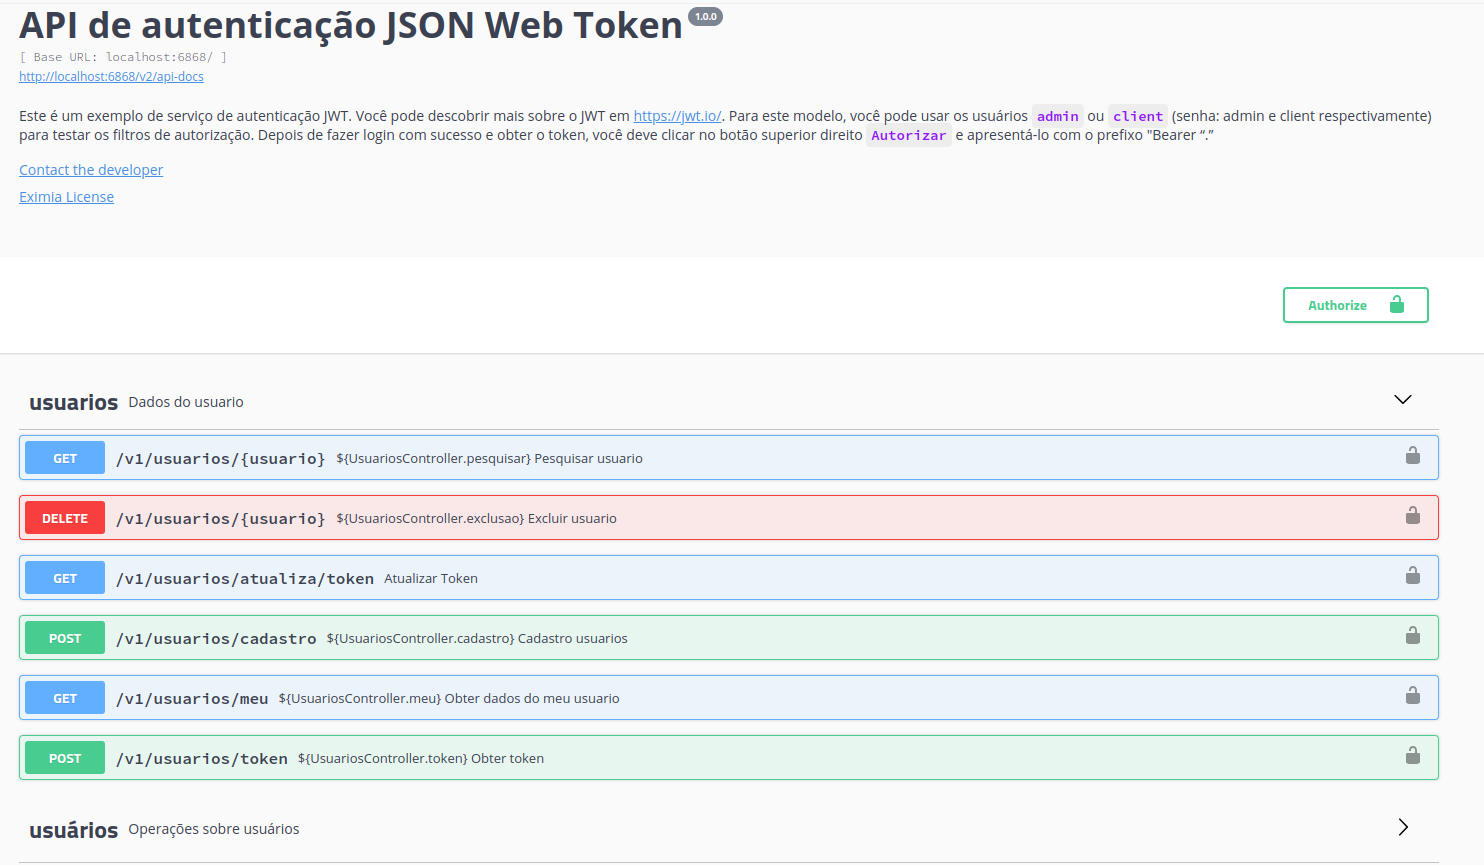 API de autenticação JSON Web Token 1.0.0
[ Base URL: localhost:6868/ ]
http://localhost:6868/v2/api-docs
Este é um exemplo de serviço de autenticação JWT. Você pode descobrir mais sobre o JWT em https://jwt.io/. Para este modelo, você pode usar os usuários admin ou client (senha: admin e client respectivamente)
para testar os filtros de autorização. Depois de fazer login com sucesso e obter o token, você deve clicar no botão superior direito Autorizar e apresentá-lo com o prefixo "Bearer “.”
Contact the developer
Eximia License
Authorize
usuarios Dados do usuario
GET /v1/usuarios/{usuario} ${UsuariosController.pesquisar} Pesquisar usuario
DELETE /v1/usuarios/{usuario} ${UsuariosController.exclusao} Excluir usuario
GET /v1/usuarios/atualiza/token Atualizar Token
POST /v1/usuarios/cadastro ${UsuariosController.cadastro} Cadastro usuarios
GET /v1/usuarios/meu ${UsuariosController.meu} Obter dados do meu usuario
POST /v1/usuarios/token ${UsuariosController.token} Obter token
usuários Operações sobre usuários